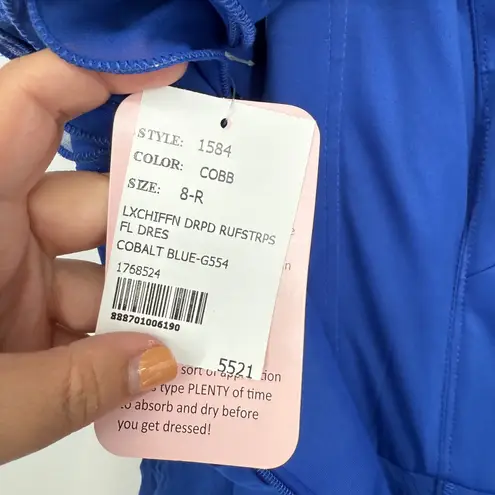 STYLE: 1584
COLOR: COBB
SIZE: 8-R
LXCHIFFN DRPD RUFSTRPS
FL DRES
COBALT BLUE-G554
1768524
888701006190
5521
sort of
type PLENTY of time
to absorb and dry before
you get dressed!